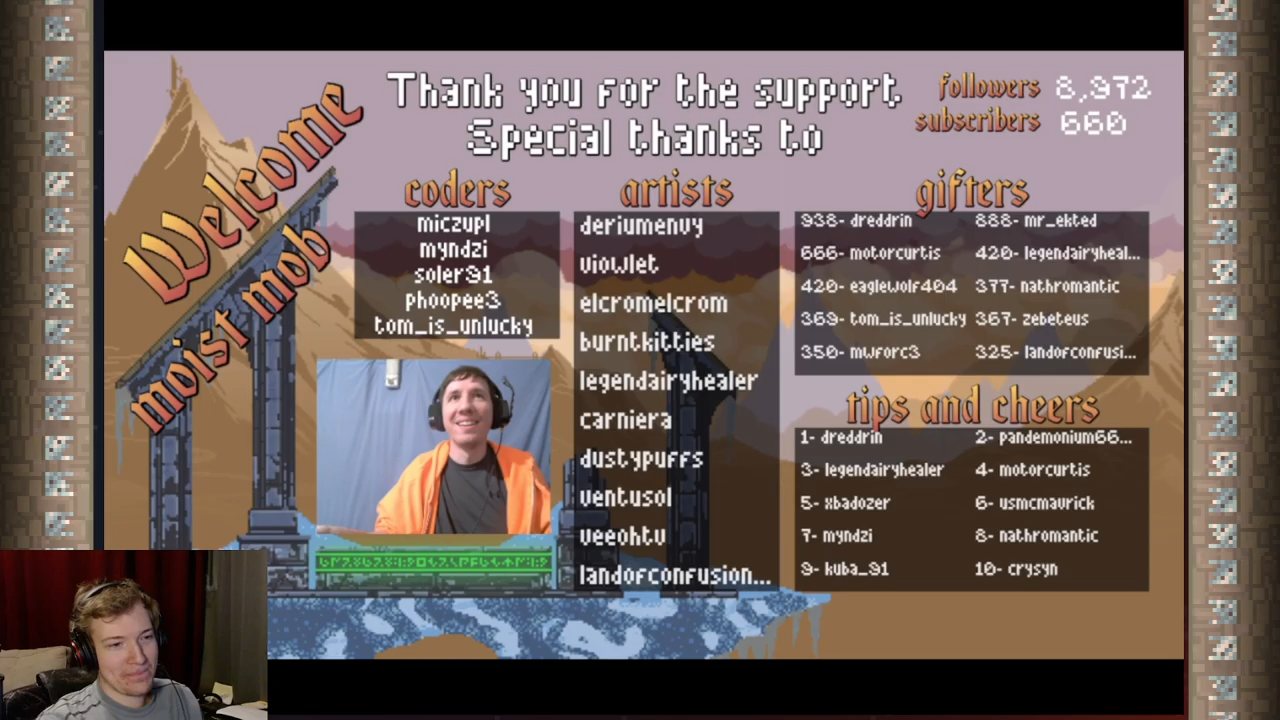 Welcome
moist mob
Thank you for the support
Special thanks to
followers 8,972
subscribers 660
coders
miczupl
myndzi
soler91
phoopee3
tom_is_unlucky
artists
deriumenvy
viowlet
elcromelcrom
burntkitties
legendairyhealer
carniera
dustypuffs
ventusol
veeohtv
landofconfusion...
gifters
938- dreddrin 888- mr_ekted
666- motorcurtis 420- legendairyheal...
420- eaglewolf404 377- nathromantic
369- tom_is_unlucky 367- zebeteus
350- mwforc3 325- landofconfusi...
tips and cheers
1- dreddrin 2- pandemonium66...
3- legendairyhealer 4- motorcurtis
5- xbadozer 6- usmcmavrick
7- myndzi 8- nathromantic
9- kuba_91 10- crysyn